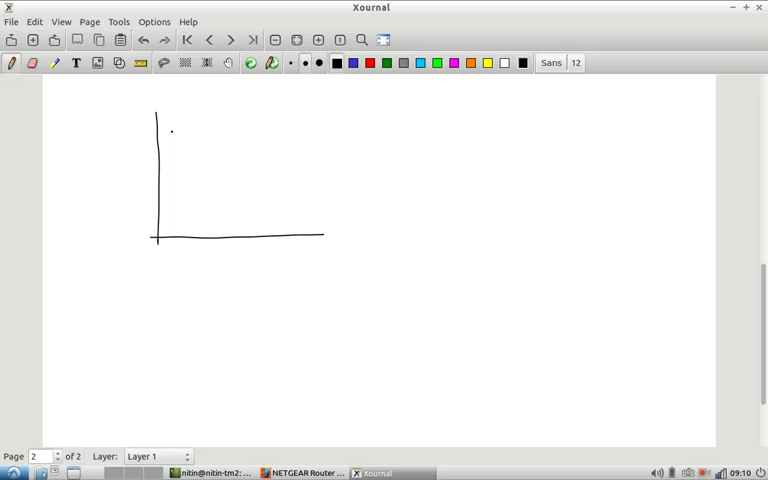 Xournal
File Edit View Page Tools Options Help
Sans 12
Page 2 of 2 Layer: Layer 1
nitin@nitin-tm2: ... NETGEAR Router ... Xournal 09:10